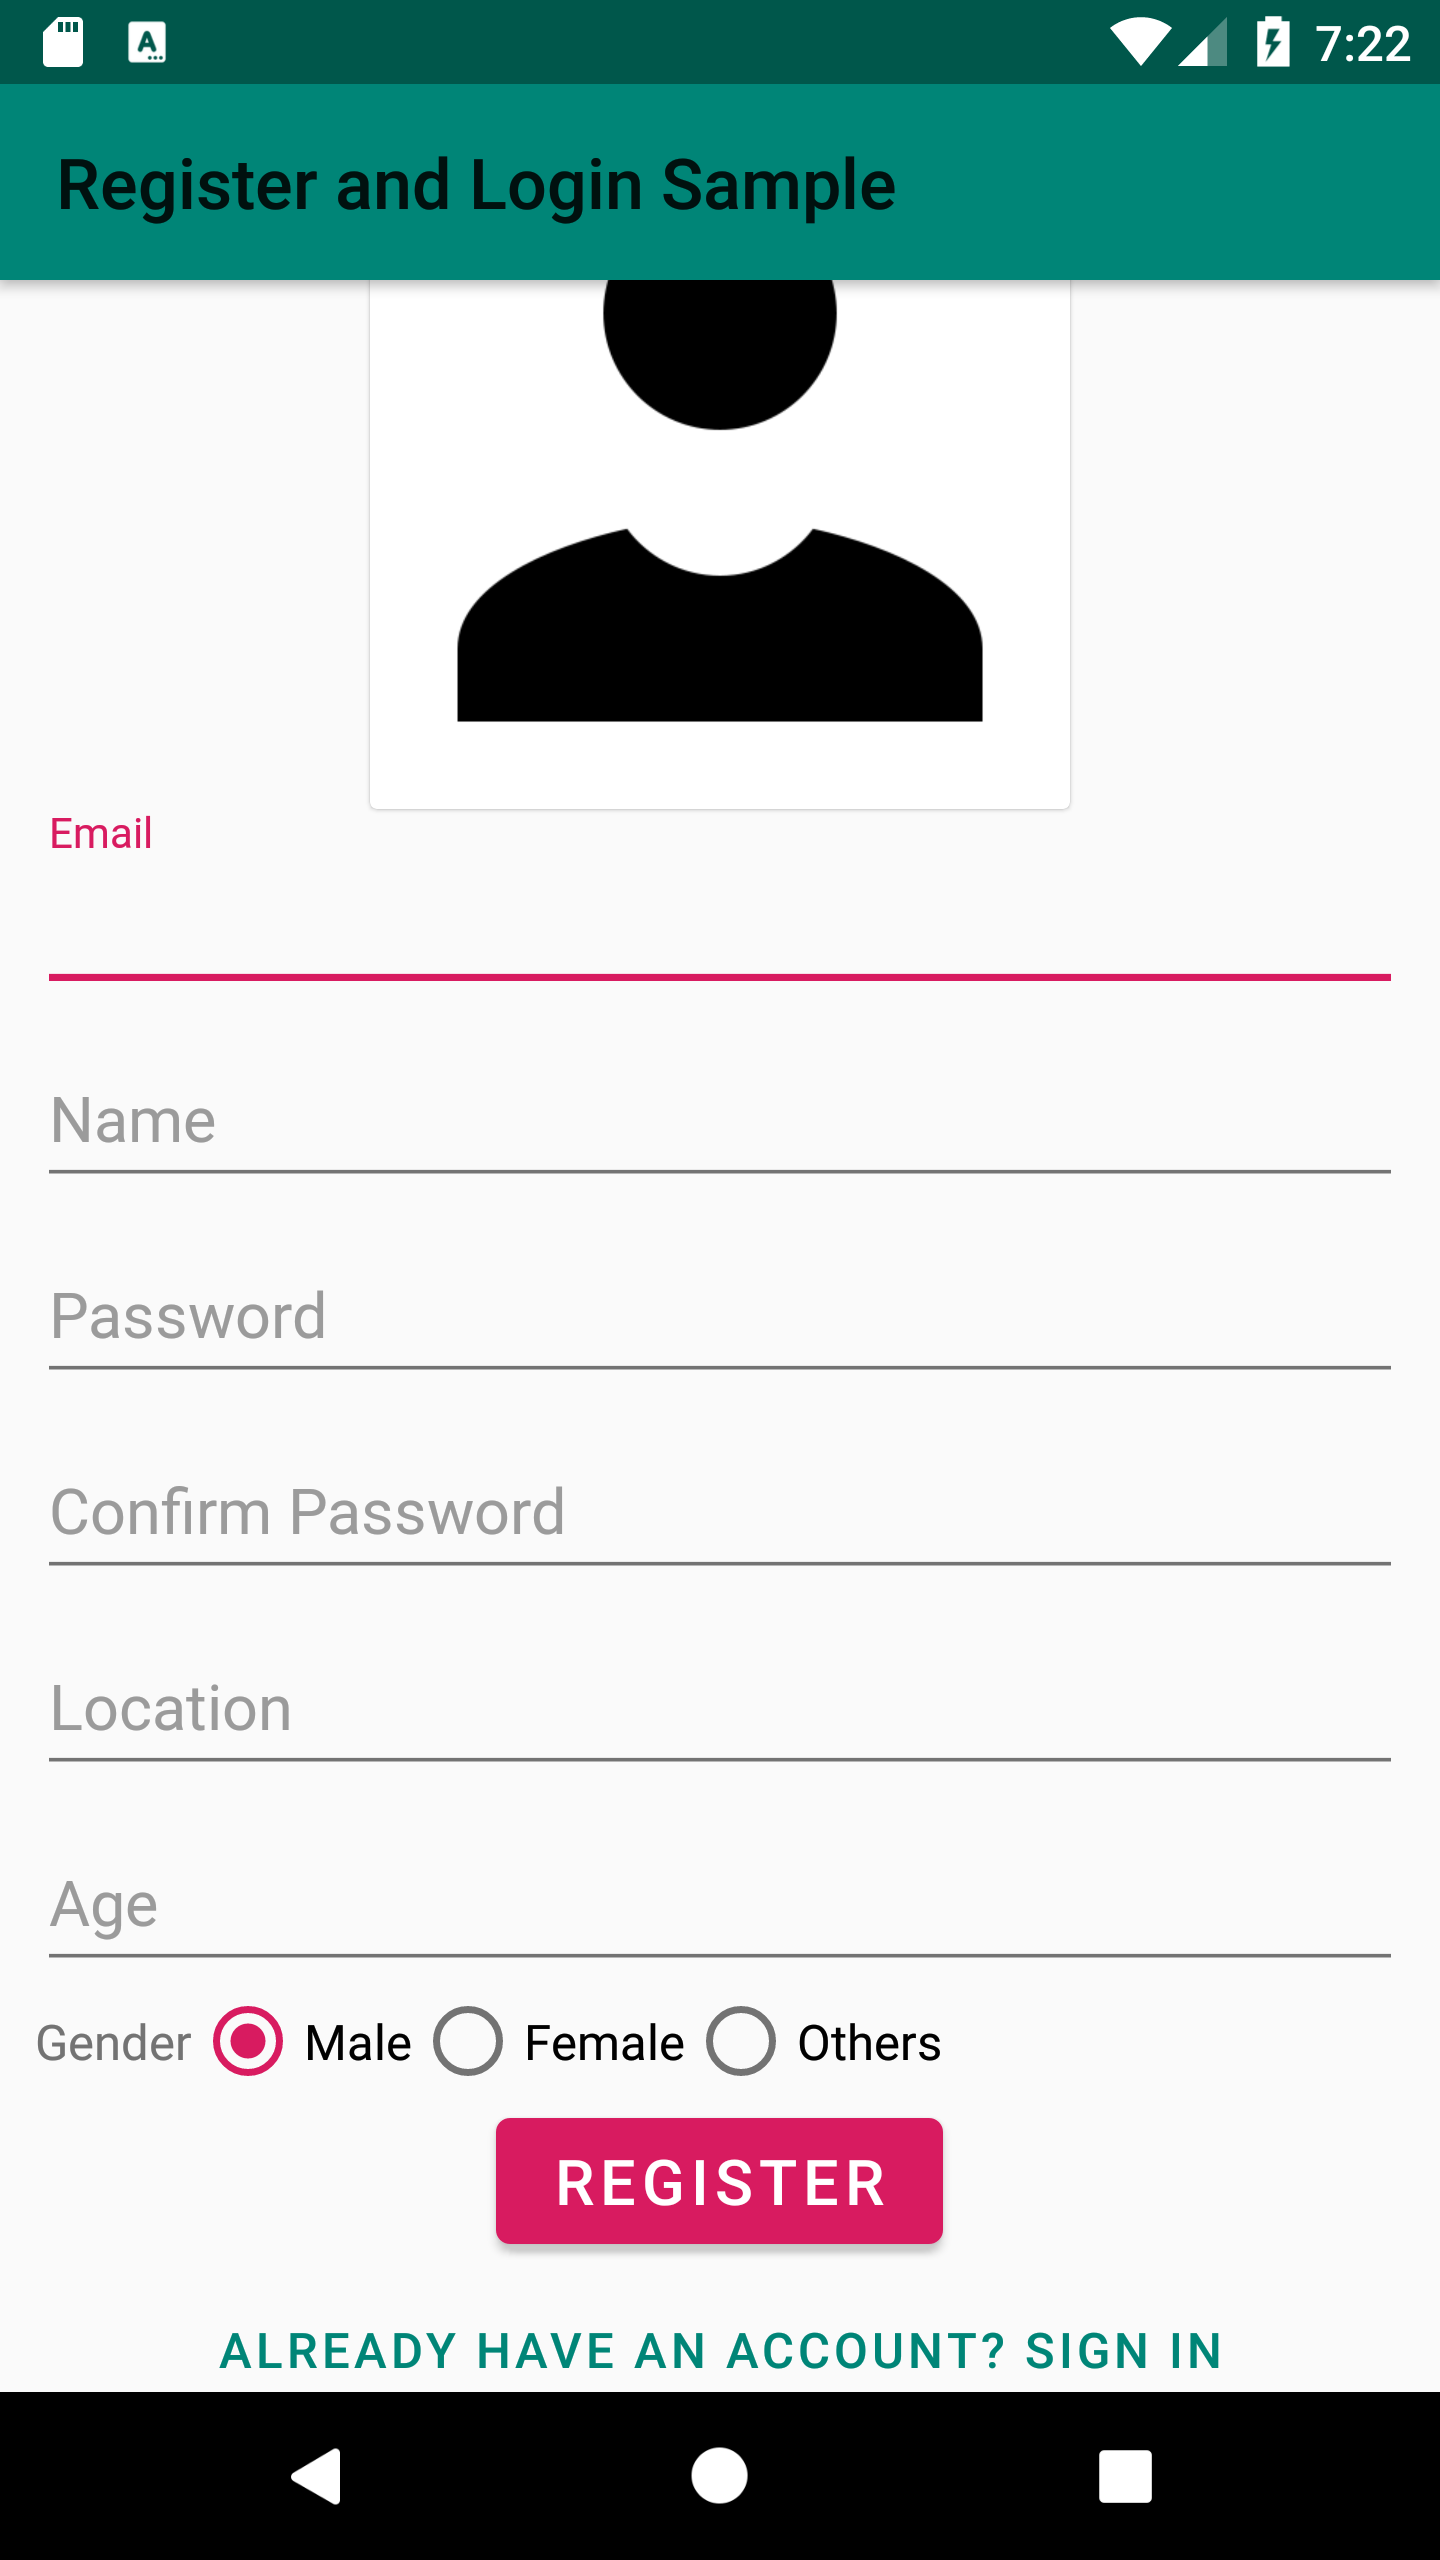 7:22
Register and Login Sample
Email
Name
Password
Confirm Password
Location
Age
Gender Male Female Others
REGISTER
ALREADY HAVE AN ACCOUNT? SIGN IN